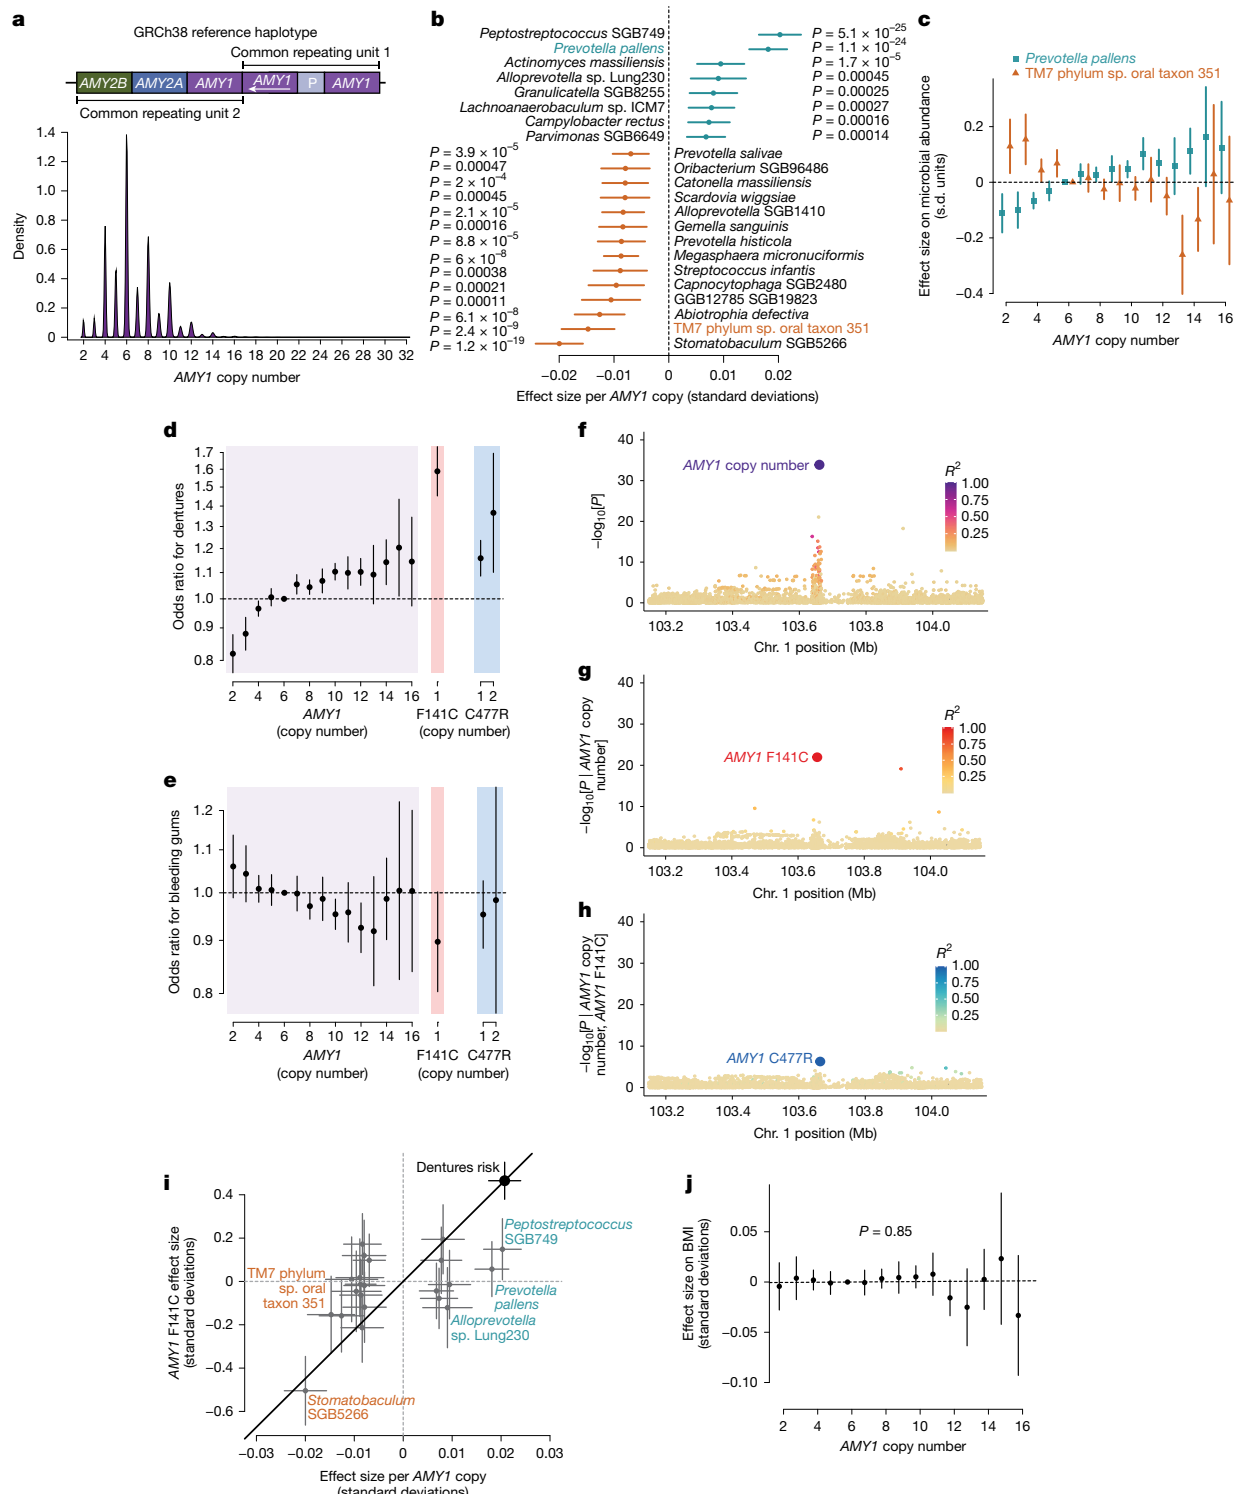 a
GRCh38 reference haplotype
Common repeating unit 1
AMY2B AMY2A AMY1 AMY1 P AMY1
Common repeating unit 2
Density
1.4
1.2
1.0
0.8
0.6
0.4
0.2
0
2 4 6 8 10 12 14 16 18 20 22 24 26 28 30 32
AMY1 copy number
b
Peptostreptococcus SGB749 P = 5.1 × 10⁻²⁵
Prevotella pallens P = 1.1 × 10⁻²⁴
Actinomyces massiliensis P = 1.7 × 10⁻⁵
Alloprevotella sp. Lung230 P = 0.00045
Granulicatella SGB8255 P = 0.00025
Lachnoanaerobaculum sp. ICM7 P = 0.00027
Campylobacter rectus P = 0.00016
Parvimonas SGB6649 P = 0.00014
P = 3.9 × 10⁻⁵ Prevotella salivae
P = 0.00047 Oribacterium SGB96486
P = 2 × 10⁻⁴ Catonella massiliensis
P = 0.00045 Scardovia wiggsiae
P = 2.1 × 10⁻⁵ Alloprevotella SGB1410
P = 0.00016 Gemella sanguinis
P = 8.8 × 10⁻⁵ Prevotella histicola
P = 6 × 10⁻⁸ Megasphaera micronuciformis
P = 0.00038 Streptococcus infantis
P = 0.00021 Capnocytophaga SGB2480
P = 0.00011 GGB12785 SGB19823
P = 6.1 × 10⁻⁸ Abiotrophia defectiva
P = 2.4 × 10⁻⁹ TM7 phylum sp. oral taxon 351
P = 1.2 × 10⁻¹⁹ Stomatobaculum SGB5266
−0.02 −0.01 0 0.01 0.02
Effect size per AMY1 copy (standard deviations)
c
Prevotella pallens
TM7 phylum sp. oral taxon 351
Effect size on microbial abundance
(s.d. units)
0.2
0
−0.2
−0.4
2 4 6 8 10 12 14 16
AMY1 copy number
d
Odds ratio for dentures
1.7
1.6
1.5
1.4
1.3
1.2
1.1
1.0
0.9
0.8
2 4 6 8 10 12 14 16 1 1 2
AMY1 F141C C477R
(copy number) (copy number)
e
Odds ratio for bleeding gums
1.2
1.1
1.0
0.9
0.8
2 4 6 8 10 12 14 16 1 1 2
AMY1 F141C C477R
(copy number) (copy number)
f
−log₁₀[P]
40
30
20
10
0
AMY1 copy number
R²
1.00
0.75
0.50
0.25
103.2 103.4 103.6 103.8 104.0
Chr. 1 position (Mb)
g
−log₁₀[P | AMY1 copy
number]
40
30
20
10
0
AMY1 F141C
R²
1.00
0.75
0.50
0.25
103.2 103.4 103.6 103.8 104.0
Chr. 1 position (Mb)
h
−log₁₀[P | AMY1 copy
number, AMY1 F141C]
40
30
20
10
0
AMY1 C477R
R²
1.00
0.75
0.50
0.25
103.2 103.4 103.6 103.8 104.0
Chr. 1 position (Mb)
i
AMY1 F141C effect size
(standard deviations)
0.4
0.2
0
−0.2
−0.4
−0.6
Dentures risk
Peptostreptococcus
SGB749
TM7 phylum
sp. oral
taxon 351
Prevotella
pallens
Alloprevotella
sp. Lung230
Stomatobaculum
SGB5266
−0.03 −0.02 −0.01 0 0.01 0.02 0.03
Effect size per AMY1 copy
(standard deviations)
j
Effect size on BMI
(standard deviations)
0.05
0
−0.05
−0.10
P = 0.85
2 4 6 8 10 12 14 16
AMY1 copy number